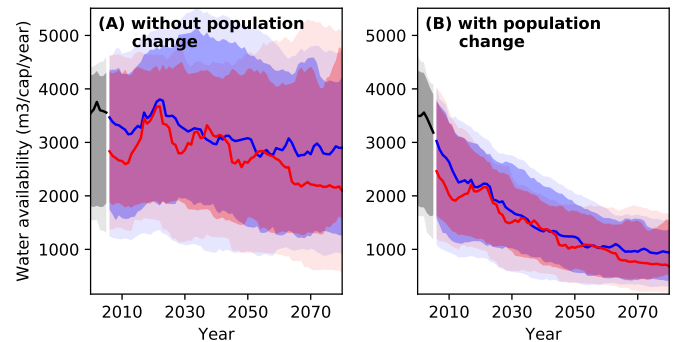 (A) without population
change
(B) with population
change
Water availability (m3/cap/year)
5000
4000
3000
2000
1000
5000
4000
3000
2000
1000
2010 2030 2050 2070
2010 2030 2050 2070
Year
Year